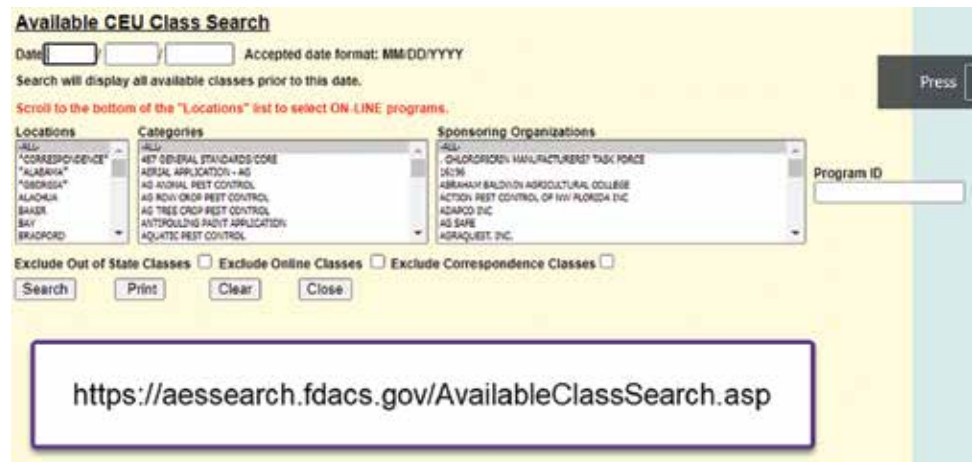 Available CEU Class Search
Date / / Accepted date format: MM/DD/YYYY
Search will display all available classes prior to this date.
Scroll to the bottom of the "Locations" list to select ON-LINE programs.
Press
Locations Categories Sponsoring Organizations
-ALL- -ALL- -ALL-
"CORRESPONDENCE" 487 GENERAL STANDARDS/CORE . CHLOROPICRIN MANUFACTURERS? TASK FORCE
"ALABAMA" AERIAL APPLICATION - AG 16136
"GEORGIA" AG ANIMAL PEST CONTROL ABRAHAM BALDWIN AGRICULTURAL COLLEGE
ALACHUA AG ROW CROP PEST CONTROL ACTION PEST CONTROL OF NW FLORIDA INC
BAKER AG TREE CROP PEST CONTROL ADAPCO INC
BAY ANTIFOULING PAINT APPLICATION AG SAFE
BRADFORD AQUATIC PEST CONTROL AGRAQUEST, INC.
Program ID
Exclude Out of State Classes Exclude Online Classes Exclude Correspondence Classes
Search Print Clear Close
https://aessearch.fdacs.gov/AvailableClassSearch.asp